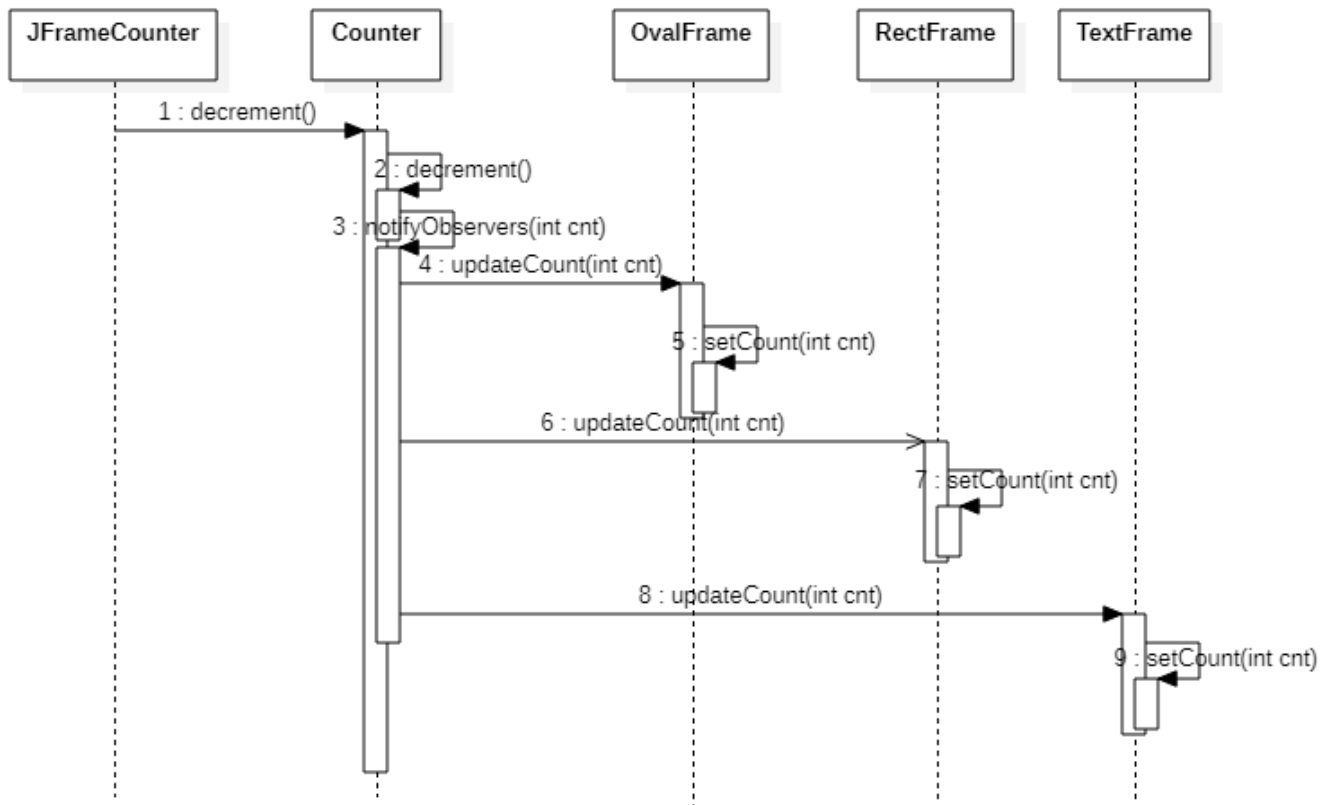 JFrameCounter
Counter
OvalFrame
RectFrame
TextFrame
1 : decrement()
2 : decrement()
3 : notifyObservers(int cnt)
4 : updateCount(int cnt)
5 : setCount(int cnt)
6 : updateCount(int cnt)
7 : setCount(int cnt)
8 : updateCount(int cnt)
9 : setCount(int cnt)